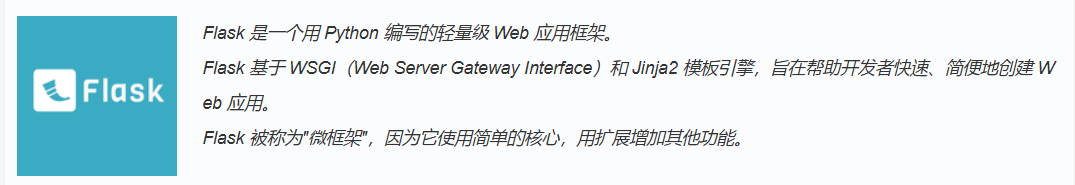 Flask
Flask 是一个用 Python 编写的轻量级 Web 应用框架。
Flask 基于 WSGI（Web Server Gateway Interface）和 Jinja2 模板引擎，旨在帮助开发者快速、简便地创建 W
eb 应用。
Flask 被称为"微框架"，因为它使用简单的核心，用扩展增加其他功能。